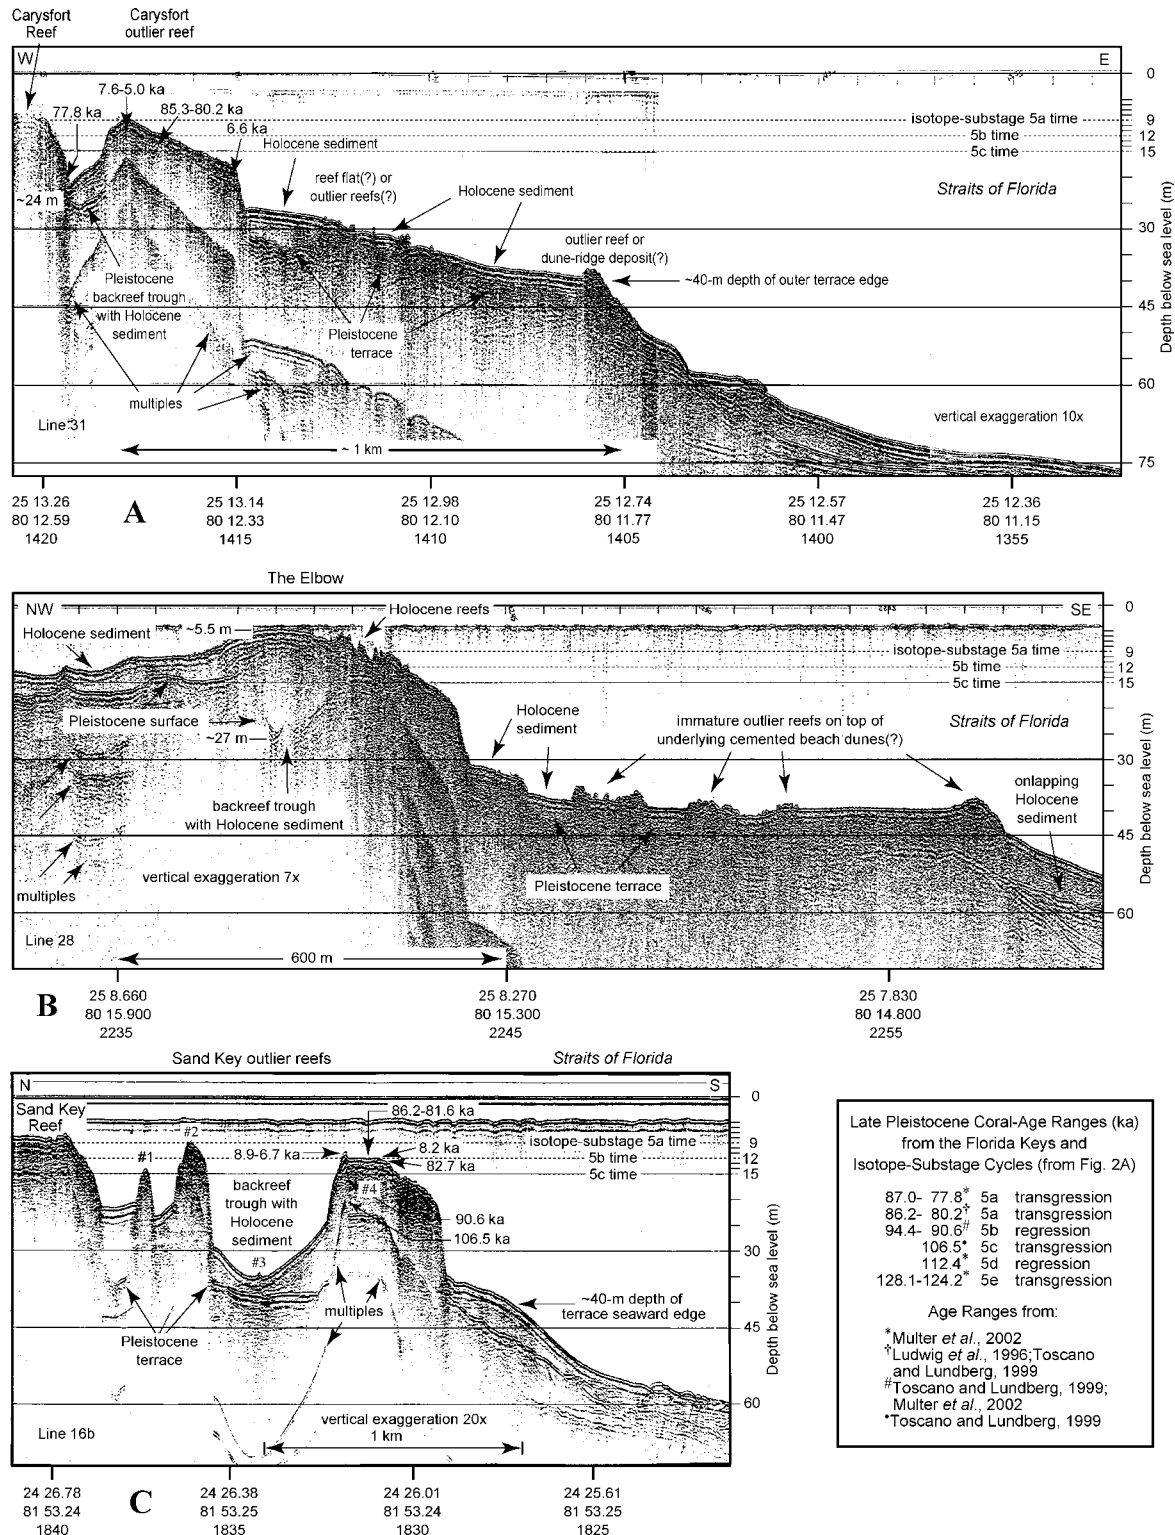 Carysfort
Reef
Carysfort
outlier reef
W
E
0
7.6-5.0 ka
77.8 ka
85.3-80.2 ka
6.6 ka
Holocene sediment
isotope-substage 5a time
9
5b time
12
5c time
15
reef flat(?) or
outlier reefs(?)
Holocene sediment
Straits of Florida
~24 m
30
outlier reef or
dune-ridge deposit(?)
~40-m depth of outer terrace edge
Pleistocene
backreef trough
with Holocene
sediment
45
Pleistocene
terrace
multiples
60
Line 31
vertical exaggeration 10x
~ 1 km
75
Depth below sea level (m)
25 13.26
80 12.59
1420
A
25 13.14
80 12.33
1415
25 12.98
80 12.10
1410
25 12.74
80 11.77
1405
25 12.57
80 11.47
1400
25 12.36
80 11.15
1355
The Elbow
NW
SE
0
Holocene reefs
Holocene sediment
~5.5 m
isotope-substage 5a time
9
5b time
12
5c time
15
Pleistocene surface
~27 m
Holocene
sediment
immature outlier reefs on top of
underlying cemented beach dunes(?)
Straits of Florida
30
onlapping
Holocene
sediment
backreef trough
with Holocene sediment
45
vertical exaggeration 7x
multiples
Pleistocene terrace
60
Line 28
600 m
Depth below sea level (m)
B
25 8.660
80 15.900
2235
25 8.270
80 15.300
2245
25 7.830
80 14.800
2255
Sand Key outlier reefs
Straits of Florida
N
S
0
Sand Key
Reef
86.2-81.6 ka
#2
isotope-substage 5a time
9
8.9-6.7 ka
8.2 ka
5b time
12
#1
82.7 ka
5c time
15
backreef
trough with
Holocene
sediment
#4
90.6 ka
106.5 ka
30
#3
multiples
~40-m depth of
terrace seaward edge
Pleistocene
terrace
45
60
vertical exaggeration 20x
1 km
Line 16b
Depth below sea level (m)
24 26.78
81 53.24
1840
C
24 26.38
81 53.25
1835
24 26.01
81 53.24
1830
24 25.61
81 53.25
1825
Late Pleistocene Coral-Age Ranges (ka)
from the Florida Keys and
Isotope-Substage Cycles (from Fig. 2A)
87.0- 77.8* 5a transgression
86.2- 80.2† 5a transgression
94.4- 90.6# 5b regression
106.5• 5c transgression
112.4* 5d regression
128.1-124.2* 5e transgression
Age Ranges from:
*Multer et al., 2002
†Ludwig et al., 1996;Toscano
and Lundberg, 1999
#Toscano and Lundberg, 1999;
Multer et al., 2002
•Toscano and Lundberg, 1999